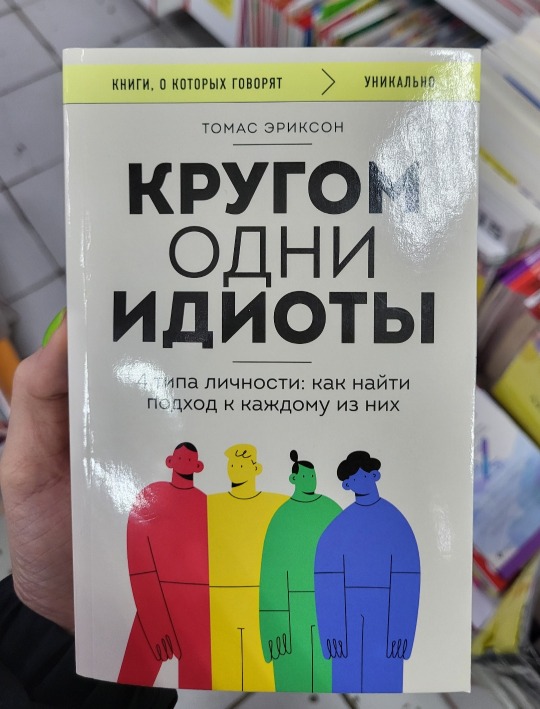 КНИГИ, О КОТОРЫХ ГОВОРЯТ > УНИКАЛЬНО
ТОМАС ЭРИКСОН
КРУГОМ
ОДНИ
ИДИОТЫ
4 типа личности: как найти
подход к каждому из них